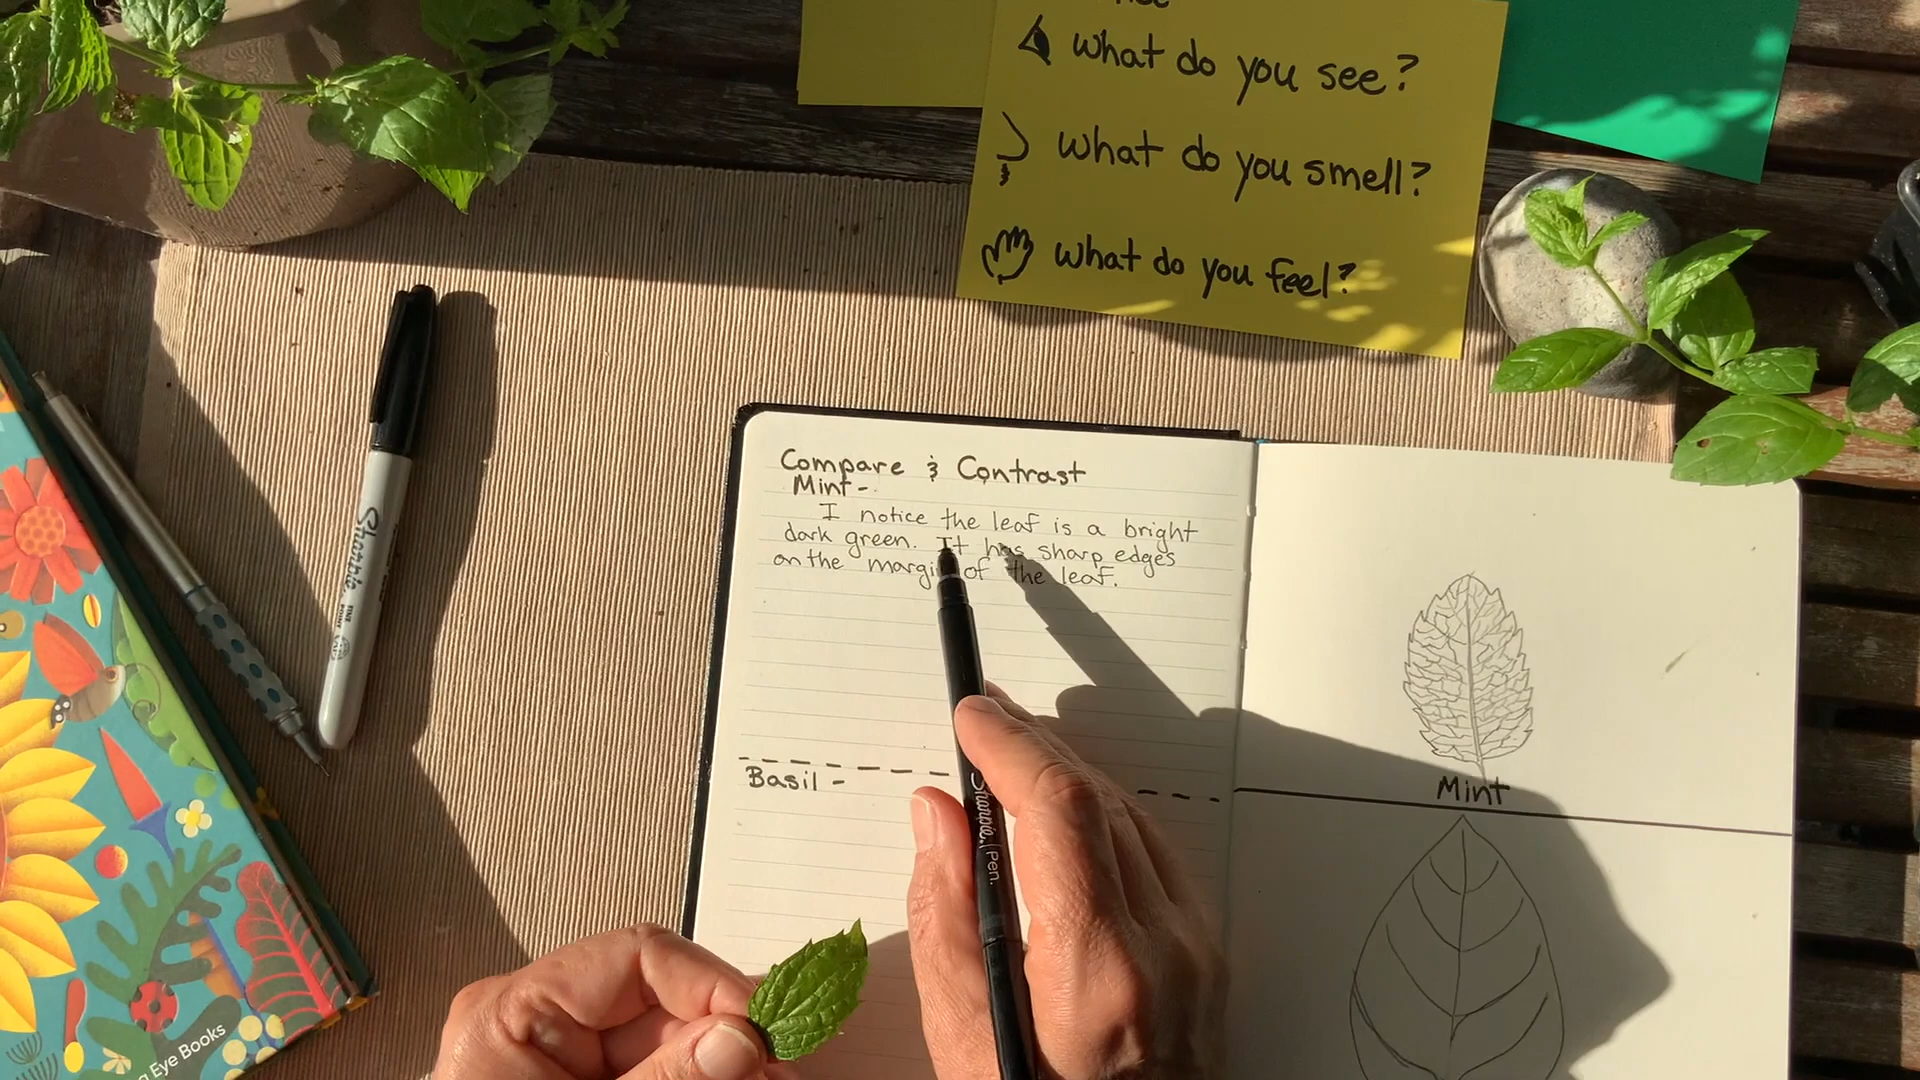 what do you see?
what do you smell?
what do you feel?
Compare & Contrast
Mint-
I notice the leaf is a bright
dark green. It has sharp edges
on the margin of the leaf.
Basil -
Mint
Sharpie
Sharpie. | Pen.
Eye Books